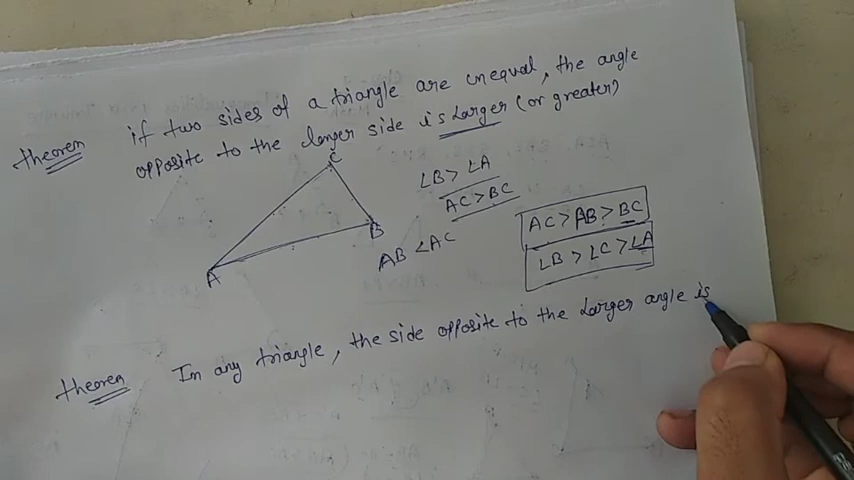 if two sides of a triangle are unequal, the angle
theorem opposite to the longer side is Larger (or greater)
C
∠B > ∠A
AC > BC
AC > AB > BC
B
AB < AC
∠B > ∠C > ∠A
A
theorem In any triangle, the side opposite to the Larger angle is